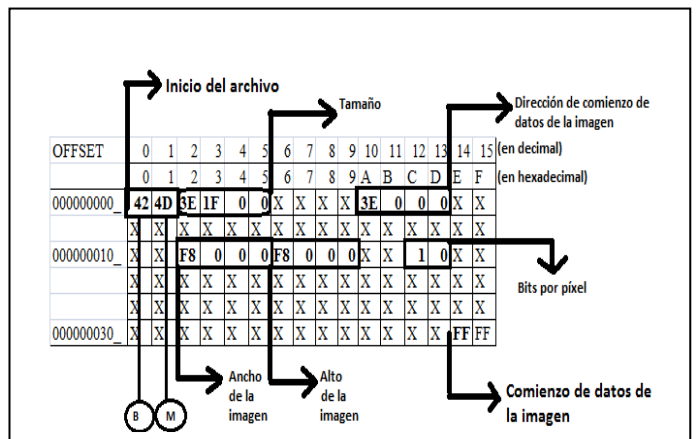 Inicio del archivo
Tamaño
Dirección de comienzo de
datos de la imagen
OFFSET 0 1 2 3 4 5 6 7 8 9 10 11 12 13 14 15 (en decimal)
0 1 2 3 4 5 6 7 8 9 A B C D E F (en hexadecimal)
000000000_ 42 4D 3E 1F 0 0 X X X X 3E 0 0 0 X X
X X X X X X X X X X X X X X X X
000000010_ X X F8 0 0 0 F8 0 0 0 X X 1 0 X X
X X X X X X X X X X X X X X X X
X X X X X X X X X X X X X X X X
000000030_ X X X X X X X X X X X X X X FF FF
Bits por píxel
Ancho
de la
imagen
Alto
de la
imagen
Comienzo de datos de
la imagen
B M